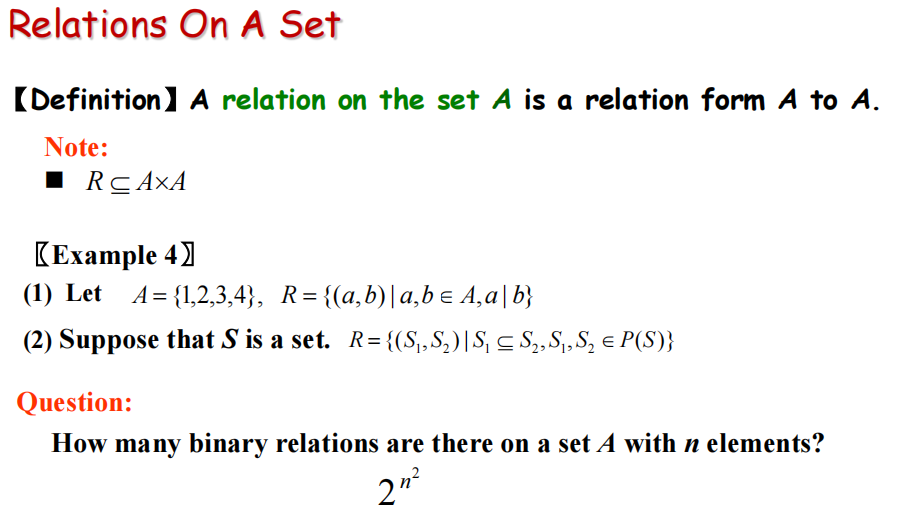 Relations On A Set
【Definition】 A relation on the set A is a relation form A to A.
Note:
■ R ⊆ A×A
〖Example 4〗
(1) Let A = {1,2,3,4}, R = {(a,b) | a,b ∈ A, a | b}
(2) Suppose that S is a set. R = {(S₁,S₂) | S₁ ⊆ S₂, S₁,S₂ ∈ P(S)}
Question:
How many binary relations are there on a set A with n elements?
2^{n^2}